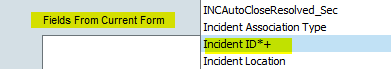 Fields From Current Form
INCAutoCloseResolved_Sec
Incident Association Type
Incident ID*+
Incident Location